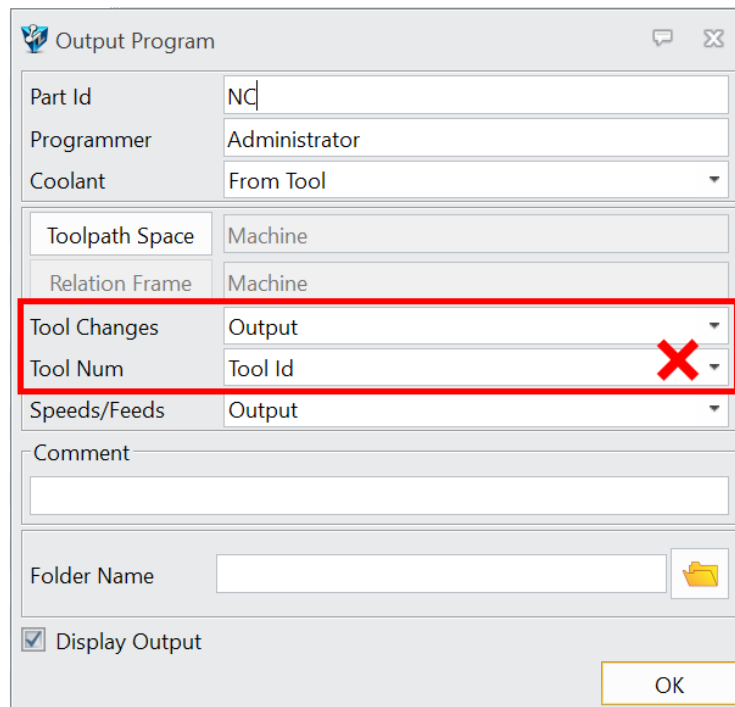 Output Program
Part Id NC
Programmer Administrator
Coolant From Tool
Toolpath Space Machine
Relation Frame Machine
Tool Changes Output
Tool Num Tool Id
Speeds/Feeds Output
Comment
Folder Name
Display Output
OK